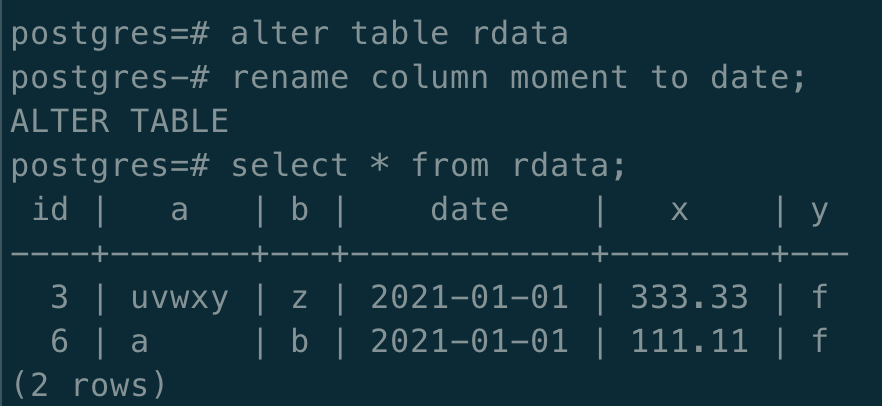 postgres=# alter table rdata
postgres-# rename column moment to date;
ALTER TABLE
postgres=# select * from rdata;
 id |   a   | b |    date    |   x    | y
----+-------+---+------------+--------+---
  3 | uvwxy | z | 2021-01-01 | 333.33 | f
  6 | a     | b | 2021-01-01 | 111.11 | f
(2 rows)